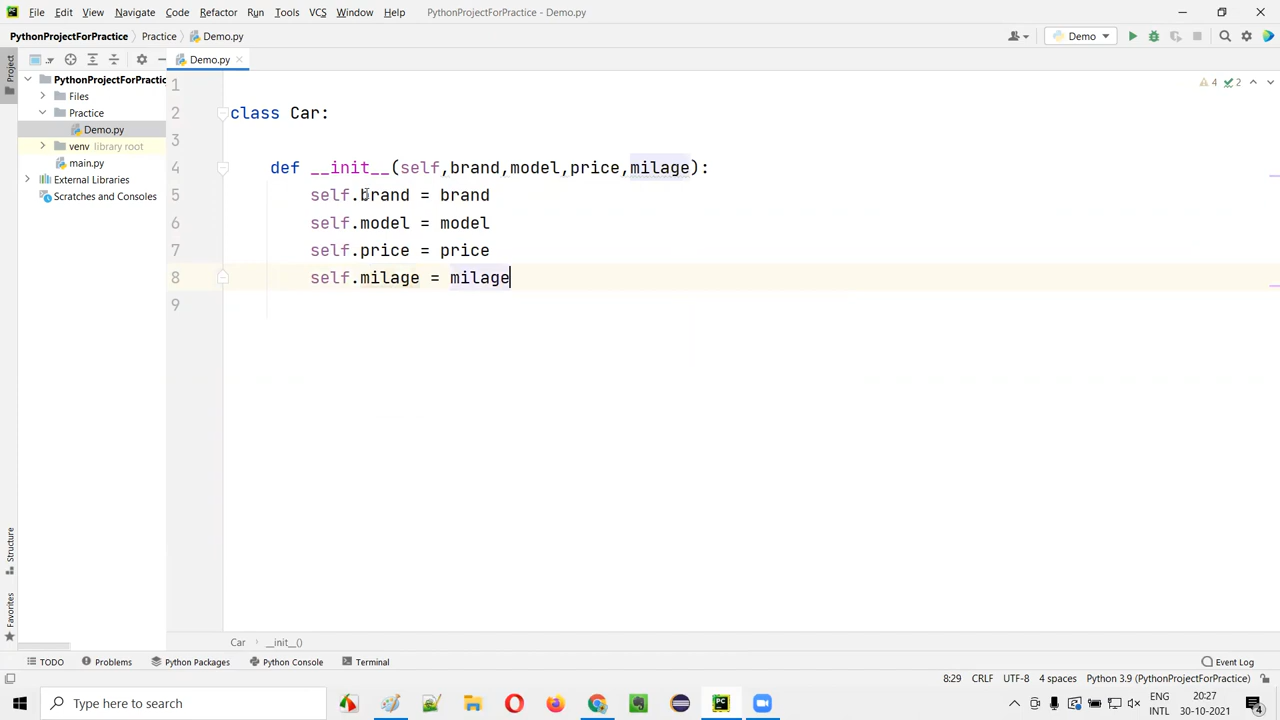 File Edit View Navigate Code Refactor Run Tools VCS Window Help PythonProjectForPractice - Demo.py
PythonProjectForPractice Practice Demo.py Demo
Project
Demo.py
PythonProjectForPractic
Files
Practice
Demo.py
venv library root
main.py
External Libraries
Scratches and Consoles
4 2
1
2 class Car:
3
4 def __init__(self,brand,model,price,milage):
5 self.brand = brand
6 self.model = model
7 self.price = price
8 self.milage = milage
9
Structure
Favorites
Car __init__()
TODO Problems Python Packages Python Console Terminal Event Log
8:29 CRLF UTF-8 4 spaces Python 3.9 (PythonProjectForPractice)
Type here to search
ENG 20:27
INTL 30-10-2021 4